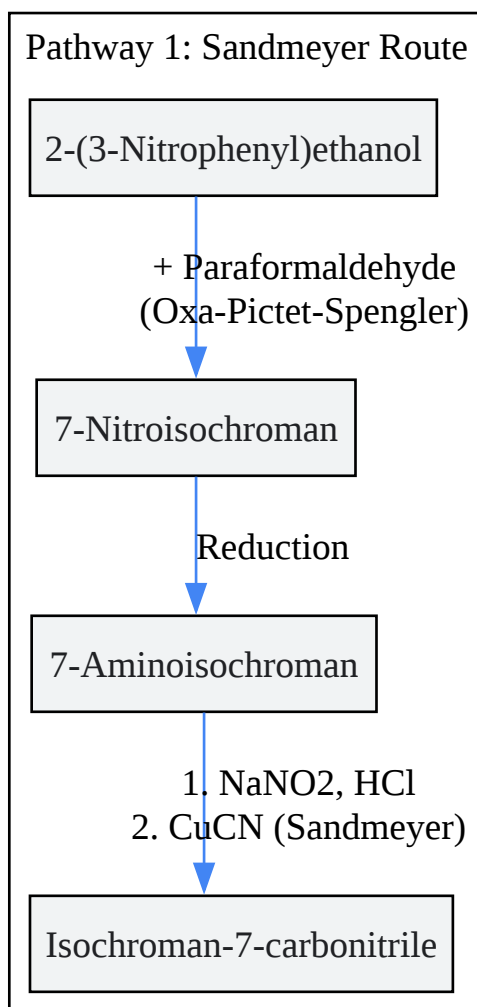 Pathway 1: Sandmeyer Route
2-(3-Nitrophenyl)ethanol
+ Paraformaldehyde
(Oxa-Pictet-Spengler)
7-Nitroisochroman
Reduction
7-Aminoisochroman
1. NaNO2, HCl
2. CuCN (Sandmeyer)
Isochroman-7-carbonitrile